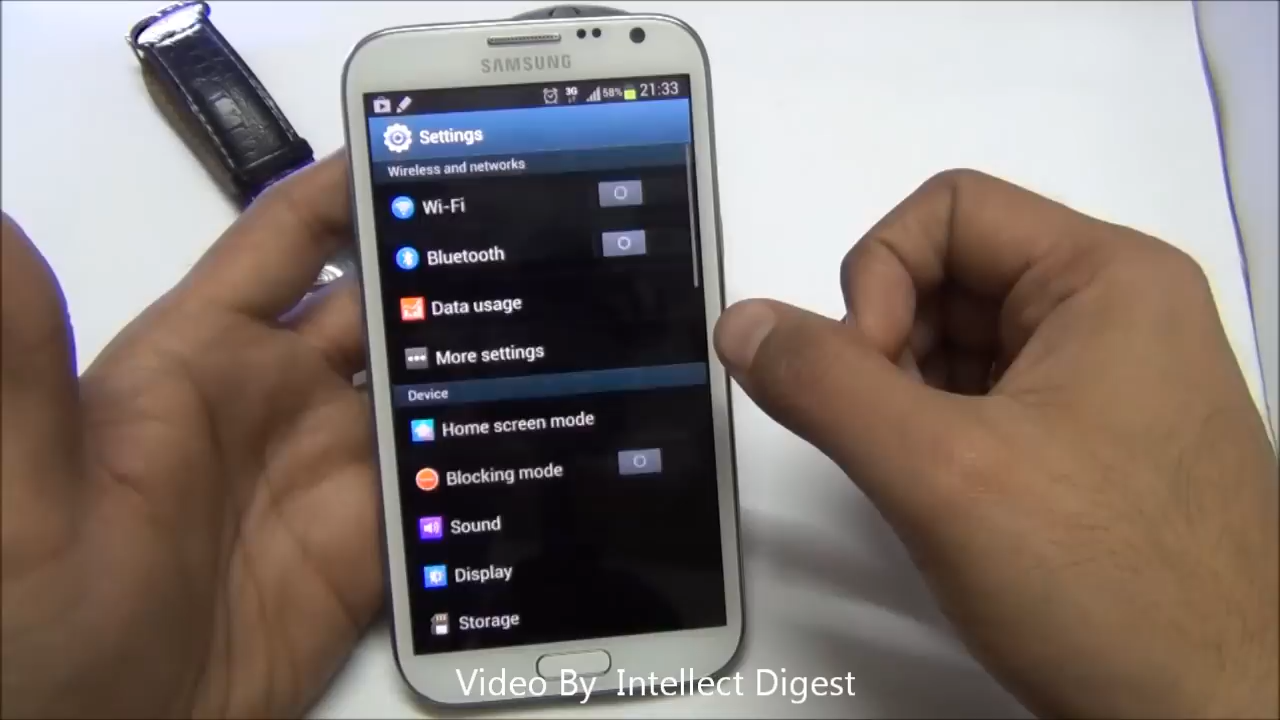 SAMSUNG
3G 58% 21:33
Settings
Wireless and networks
Wi-Fi
Bluetooth
Data usage
More settings
Device
Home screen mode
Blocking mode
Sound
Display
Storage
Video By Intellect Digest